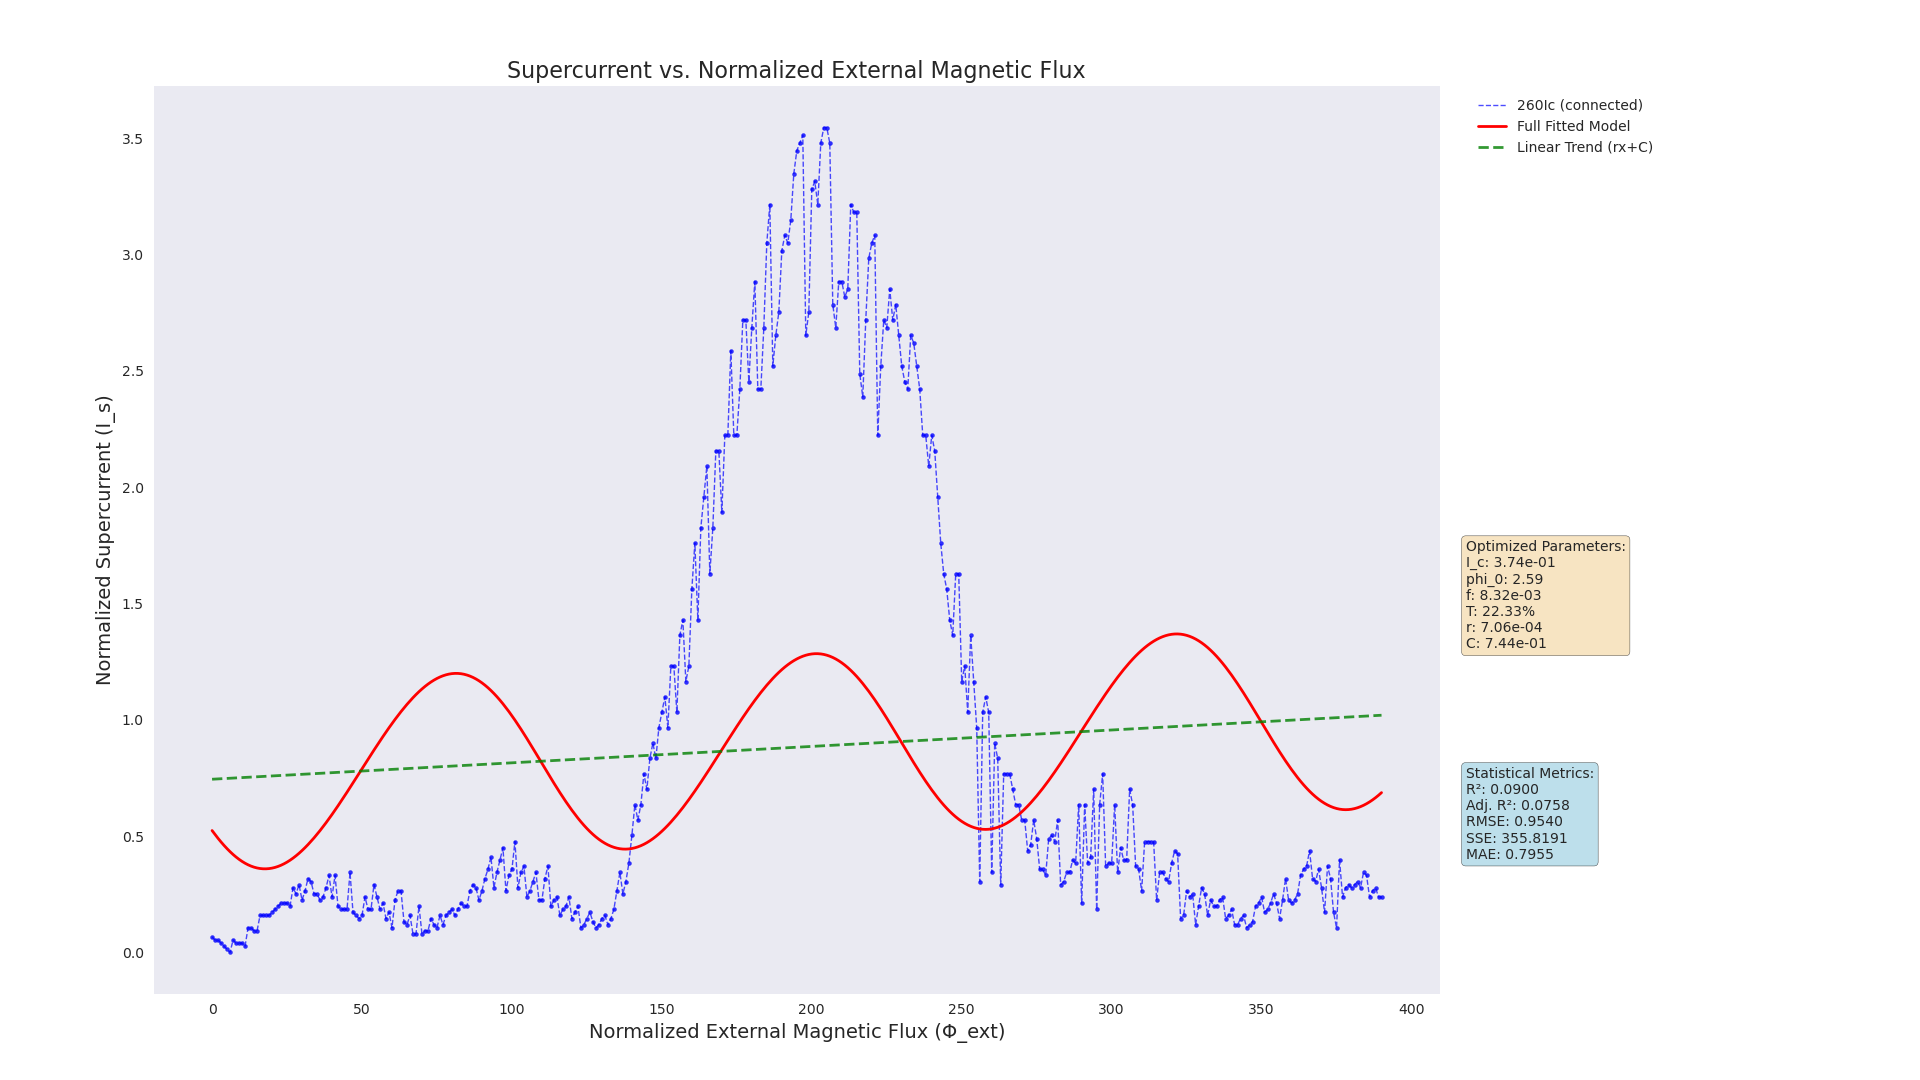 Supercurrent vs. Normalized External Magnetic Flux
260Ic (connected)
Full Fitted Model
Linear Trend (rx+C)
Normalized Supercurrent (I_s)
3.5
3.0
2.5
2.0
1.5
1.0
0.5
0.0
Optimized Parameters:
I_c: 3.74e-01
phi_0: 2.59
f: 8.32e-03
T: 22.33%
r: 7.06e-04
C: 7.44e-01
Statistical Metrics:
R²: 0.0900
Adj. R²: 0.0758
RMSE: 0.9540
SSE: 355.8191
MAE: 0.7955
0 50 100 150 200 250 300 350 400
Normalized External Magnetic Flux (Φ_ext)